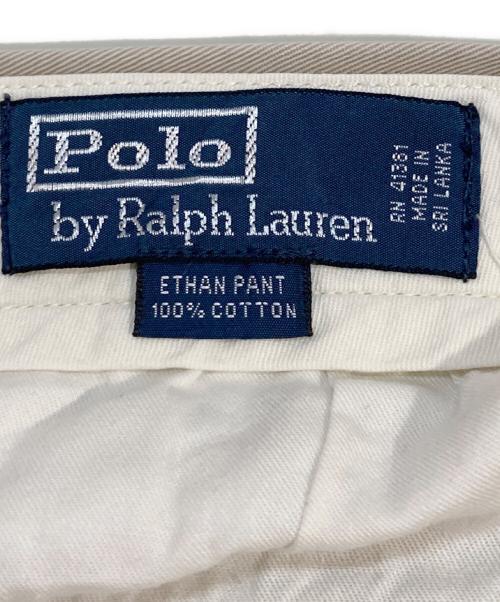 Polo
by Ralph Lauren
RN 41381
MADE IN
SRI LANKA
ETHAN PANT
100% COTTON